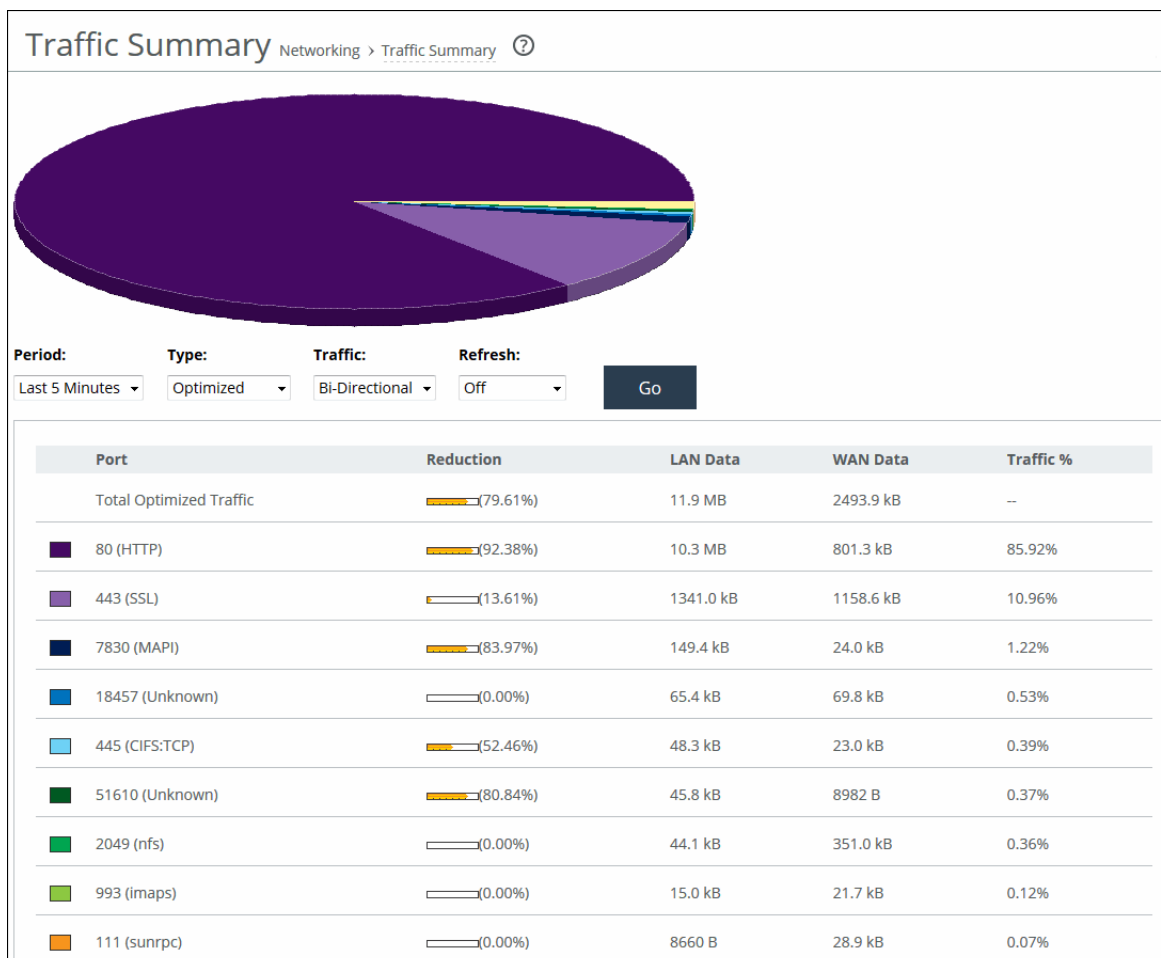 Traffic Summary Networking › Traffic Summary ?
Period: Type: Traffic: Refresh:
Last 5 Minutes Optimized Bi-Directional Off Go
Port Reduction LAN Data WAN Data Traffic %
Total Optimized Traffic (79.61%) 11.9 MB 2493.9 kB --
80 (HTTP) (92.38%) 10.3 MB 801.3 kB 85.92%
443 (SSL) (13.61%) 1341.0 kB 1158.6 kB 10.96%
7830 (MAPI) (83.97%) 149.4 kB 24.0 kB 1.22%
18457 (Unknown) (0.00%) 65.4 kB 69.8 kB 0.53%
445 (CIFS:TCP) (52.46%) 48.3 kB 23.0 kB 0.39%
51610 (Unknown) (80.84%) 45.8 kB 8982 B 0.37%
2049 (nfs) (0.00%) 44.1 kB 351.0 kB 0.36%
993 (imaps) (0.00%) 15.0 kB 21.7 kB 0.12%
111 (sunrpc) (0.00%) 8660 B 28.9 kB 0.07%